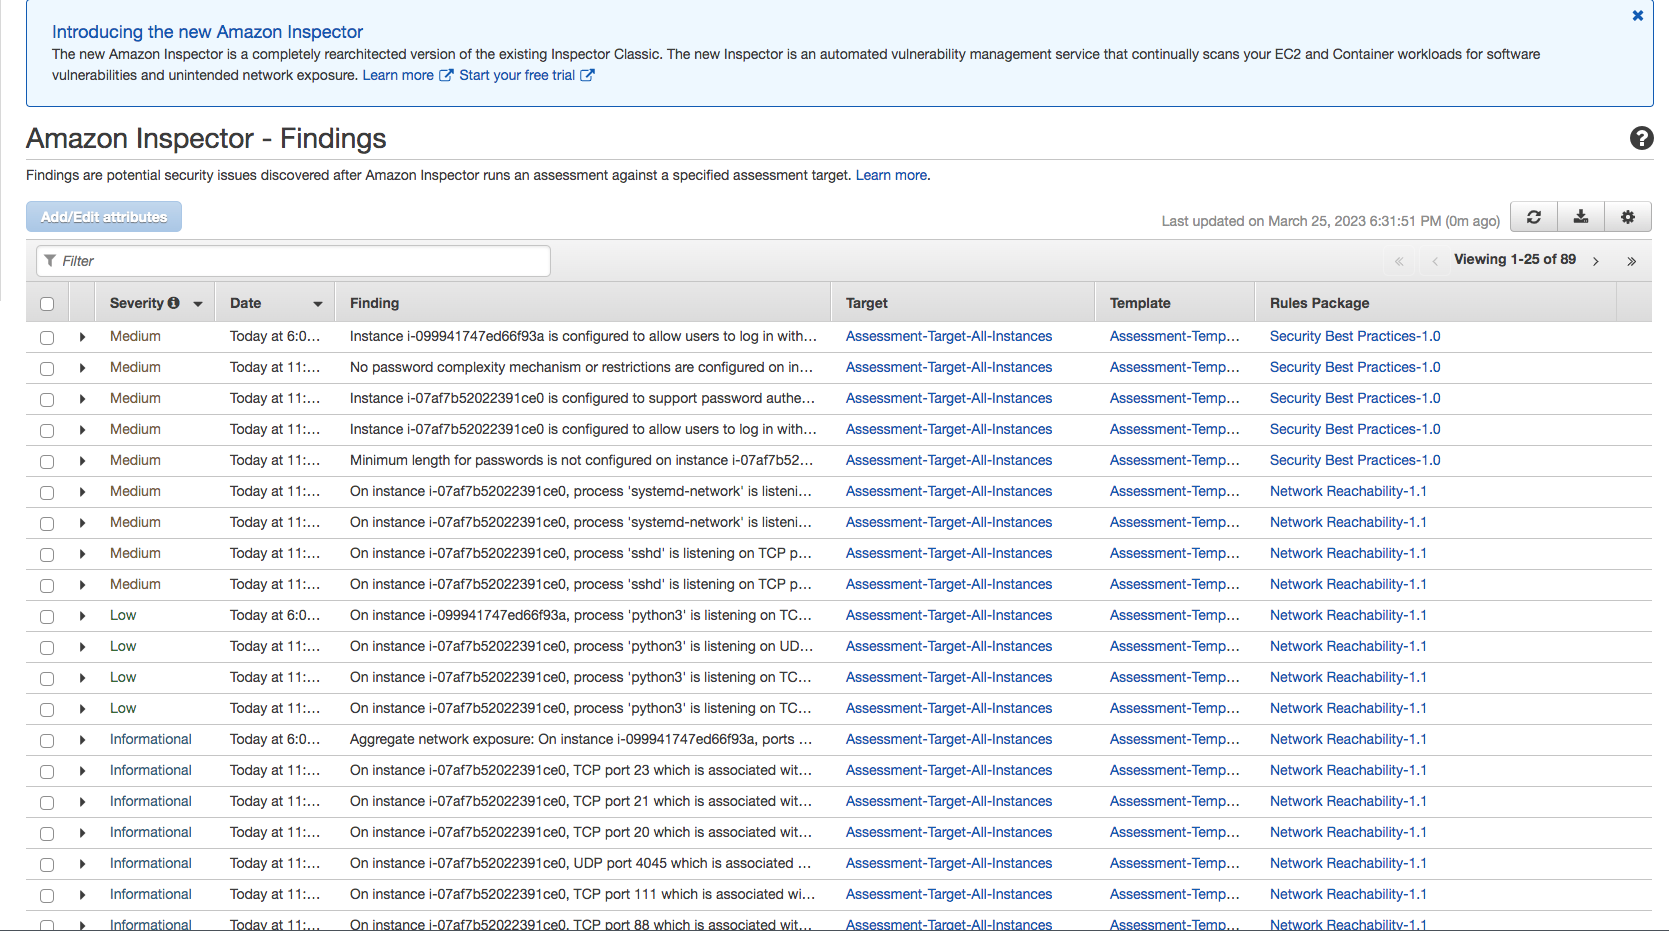 Introducing the new Amazon Inspector
The new Amazon Inspector is a completely rearchitected version of the existing Inspector Classic. The new Inspector is an automated vulnerability management service that continually scans your EC2 and Container workloads for software
vulnerabilities and unintended network exposure. Learn more Start your free trial
Amazon Inspector - Findings
Findings are potential security issues discovered after Amazon Inspector runs an assessment against a specified assessment target. Learn more.
Add/Edit attributes Last updated on March 25, 2023 6:31:51 PM (0m ago)
Filter « ‹ Viewing 1-25 of 89 › »
Severity Date Finding Target Template Rules Package
Medium Today at 6:0... Instance i-099941747ed66f93a is configured to allow users to log in with... Assessment-Target-All-Instances Assessment-Temp... Security Best Practices-1.0
Medium Today at 11:... No password complexity mechanism or restrictions are configured on in... Assessment-Target-All-Instances Assessment-Temp... Security Best Practices-1.0
Medium Today at 11:... Instance i-07af7b52022391ce0 is configured to support password authe... Assessment-Target-All-Instances Assessment-Temp... Security Best Practices-1.0
Medium Today at 11:... Instance i-07af7b52022391ce0 is configured to allow users to log in with... Assessment-Target-All-Instances Assessment-Temp... Security Best Practices-1.0
Medium Today at 11:... Minimum length for passwords is not configured on instance i-07af7b52... Assessment-Target-All-Instances Assessment-Temp... Security Best Practices-1.0
Medium Today at 11:... On instance i-07af7b52022391ce0, process 'systemd-network' is listeni... Assessment-Target-All-Instances Assessment-Temp... Network Reachability-1.1
Medium Today at 11:... On instance i-07af7b52022391ce0, process 'systemd-network' is listeni... Assessment-Target-All-Instances Assessment-Temp... Network Reachability-1.1
Medium Today at 11:... On instance i-07af7b52022391ce0, process 'sshd' is listening on TCP p... Assessment-Target-All-Instances Assessment-Temp... Network Reachability-1.1
Medium Today at 11:... On instance i-07af7b52022391ce0, process 'sshd' is listening on TCP p... Assessment-Target-All-Instances Assessment-Temp... Network Reachability-1.1
Low Today at 6:0... On instance i-099941747ed66f93a, process 'python3' is listening on TC... Assessment-Target-All-Instances Assessment-Temp... Network Reachability-1.1
Low Today at 11:... On instance i-07af7b52022391ce0, process 'python3' is listening on UD... Assessment-Target-All-Instances Assessment-Temp... Network Reachability-1.1
Low Today at 11:... On instance i-07af7b52022391ce0, process 'python3' is listening on TC... Assessment-Target-All-Instances Assessment-Temp... Network Reachability-1.1
Low Today at 11:... On instance i-07af7b52022391ce0, process 'python3' is listening on TC... Assessment-Target-All-Instances Assessment-Temp... Network Reachability-1.1
Informational Today at 6:0... Aggregate network exposure: On instance i-099941747ed66f93a, ports ... Assessment-Target-All-Instances Assessment-Temp... Network Reachability-1.1
Informational Today at 11:... On instance i-07af7b52022391ce0, TCP port 23 which is associated wit... Assessment-Target-All-Instances Assessment-Temp... Network Reachability-1.1
Informational Today at 11:... On instance i-07af7b52022391ce0, TCP port 21 which is associated wit... Assessment-Target-All-Instances Assessment-Temp... Network Reachability-1.1
Informational Today at 11:... On instance i-07af7b52022391ce0, TCP port 20 which is associated wit... Assessment-Target-All-Instances Assessment-Temp... Network Reachability-1.1
Informational Today at 11:... On instance i-07af7b52022391ce0, UDP port 4045 which is associated ... Assessment-Target-All-Instances Assessment-Temp... Network Reachability-1.1
Informational Today at 11:... On instance i-07af7b52022391ce0, TCP port 111 which is associated wi... Assessment-Target-All-Instances Assessment-Temp... Network Reachability-1.1
Informational Today at 11:... On instance i-07af7b52022391ce0, TCP port 88 which is associated wit... Assessment-Target-All-Instances Assessment-Temp... Network Reachability-1.1